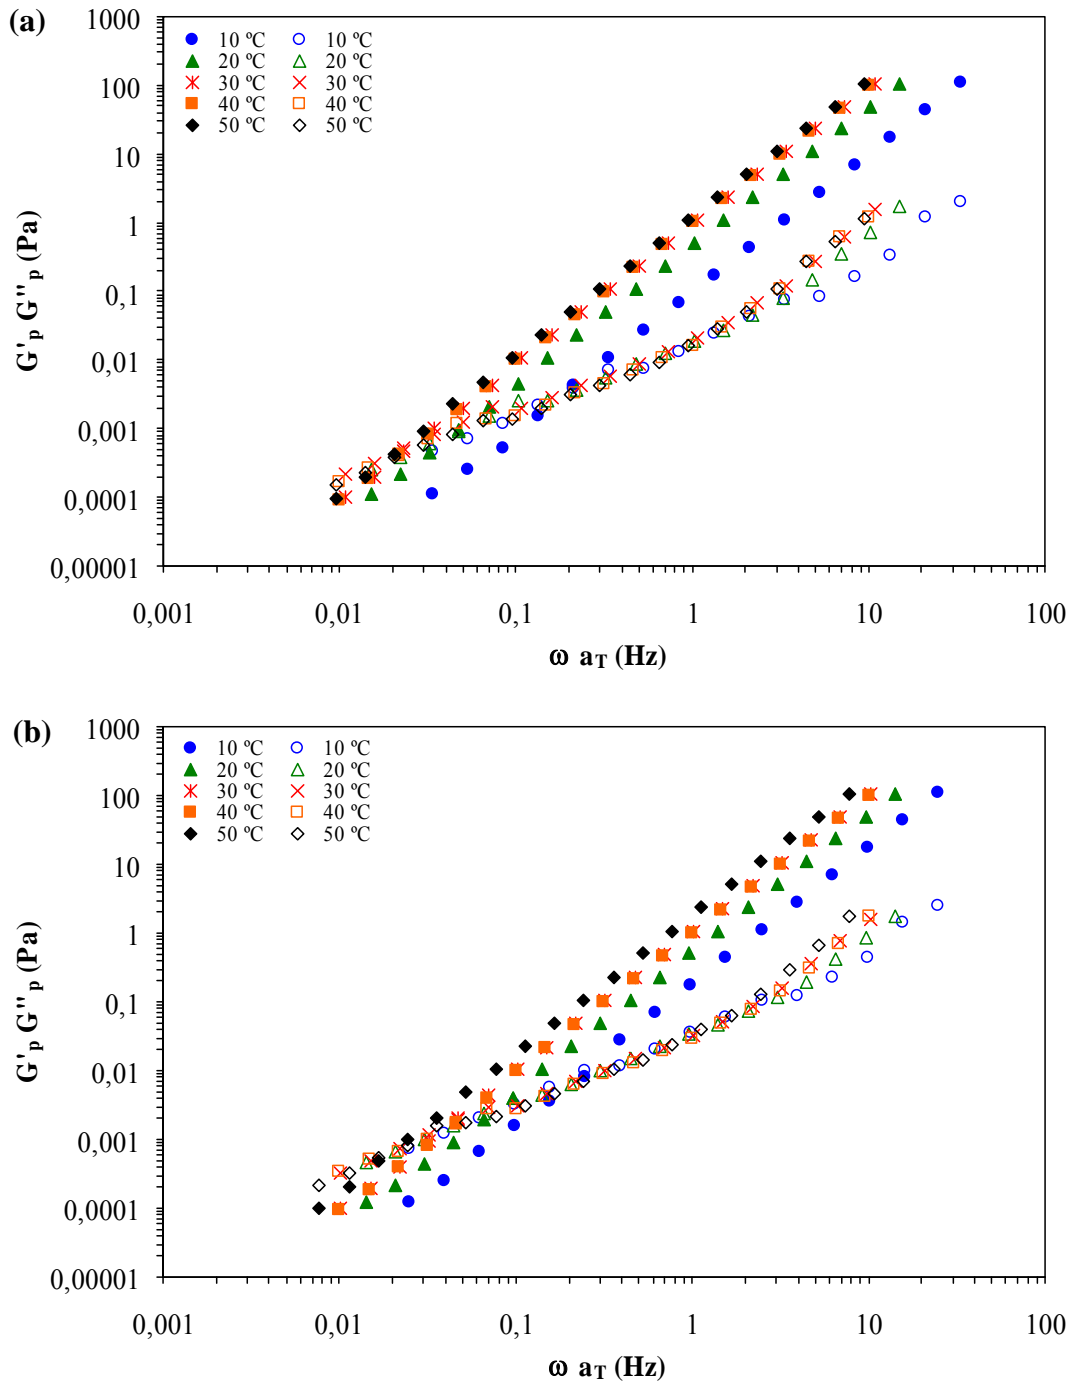 (a)
1000
100
10
1
0,1
0,01
0,001
0,0001
0,00001
G'p G''p (Pa)
10 ºC 10 ºC
20 ºC 20 ºC
30 ºC 30 ºC
40 ºC 40 ºC
50 ºC 50 ºC
0,001 0,01 0,1 1 10 100
ω aT (Hz)
(b)
1000
100
10
1
0,1
0,01
0,001
0,0001
0,00001
G'p G''p (Pa)
10 ºC 10 ºC
20 ºC 20 ºC
30 ºC 30 ºC
40 ºC 40 ºC
50 ºC 50 ºC
0,001 0,01 0,1 1 10 100
ω aT (Hz)